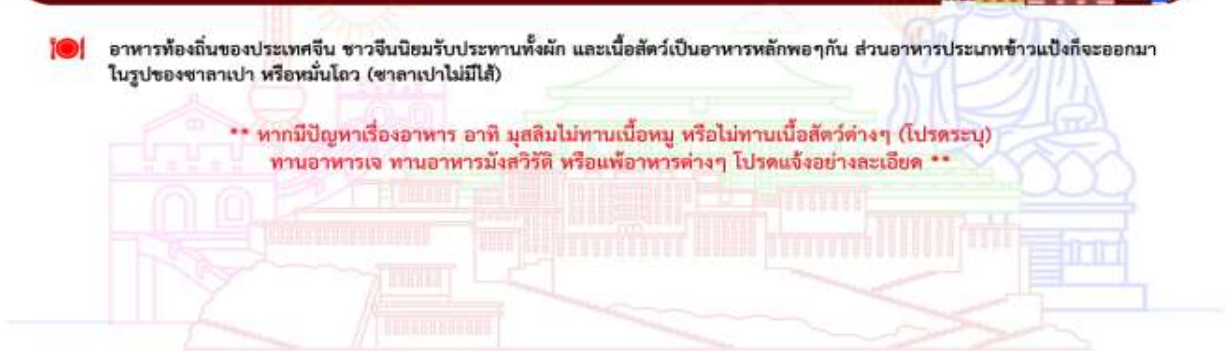 อาหารท้องถิ่นของประเทศจีน ชาวจีนนิยมรับประทานทั้งผัก และเนื้อสัตว์เป็นอาหารหลักพอๆกัน ส่วนอาหารประเภทข้าวแป้งก็จะออกมา
ในรูปของซาลาเปา หรือหมั่นโถว (ซาลาเปาไม่มีไส้)
** หากมีปัญหาเรื่องอาหาร อาทิ มุสลิมไม่ทานเนื้อหมู หรือไม่ทานเนื้อสัตว์ต่างๆ (โปรดระบุ)
ทานอาหารเจ ทานอาหารมังสวิรัติ หรือแพ้อาหารต่างๆ โปรดแจ้งอย่างละเอียด **